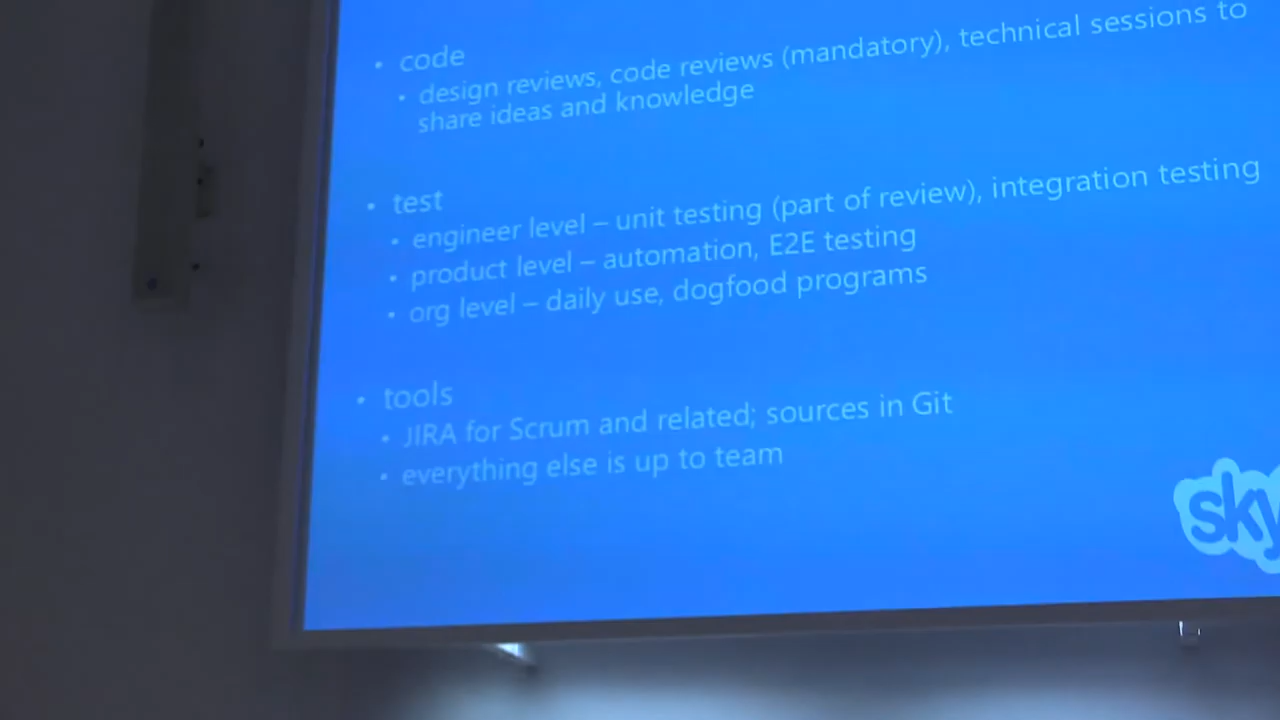 • code
• design reviews, code reviews (mandatory), technical sessions to
share ideas and knowledge
• test
• engineer level – unit testing (part of review), integration testing
• product level – automation, E2E testing
• org level – daily use, dogfood programs
• tools
• JIRA for Scrum and related; sources in Git
• everything else is up to team
sky